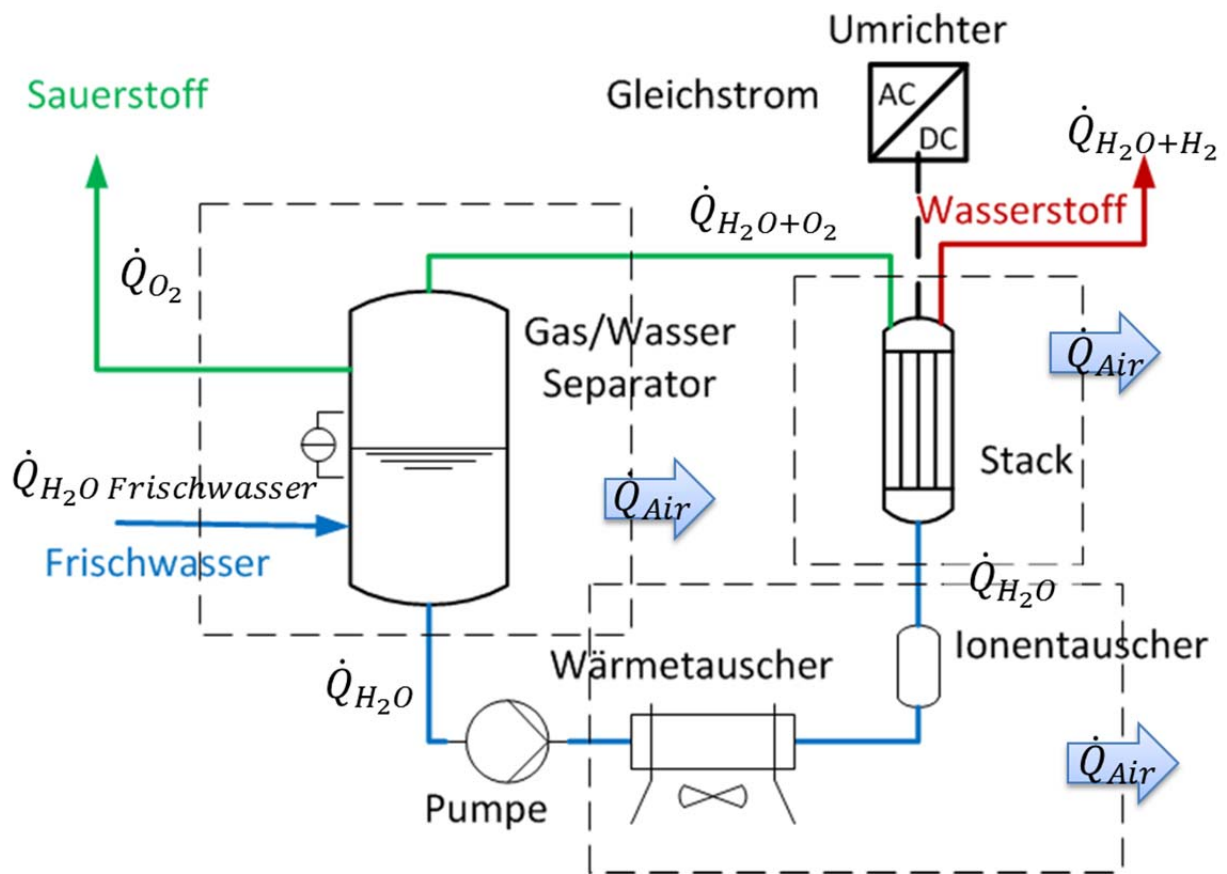 Umrichter
Sauerstoff
Gleichstrom
AC
DC
Q̇_{H₂O+H₂}
Wasserstoff
Q̇_{H₂O+O₂}
Q̇_{O₂}
Gas/Wasser
Separator
Q̇_{Air}
Stack
Q̇_{H₂O Frischwasser}
Q̇_{Air}
Frischwasser
Q̇_{H₂O}
Ionentauscher
Wärmetauscher
Q̇_{H₂O}
Q̇_{Air}
Pumpe